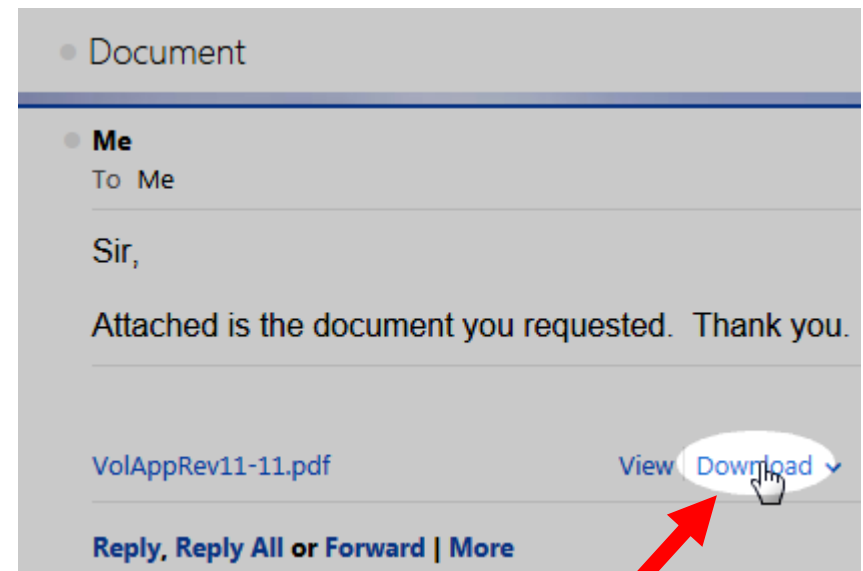 Document
Me
To Me
Sir,
Attached is the document you requested.  Thank you.
VolAppRev11-11.pdf View Download
Reply, Reply All or Forward | More